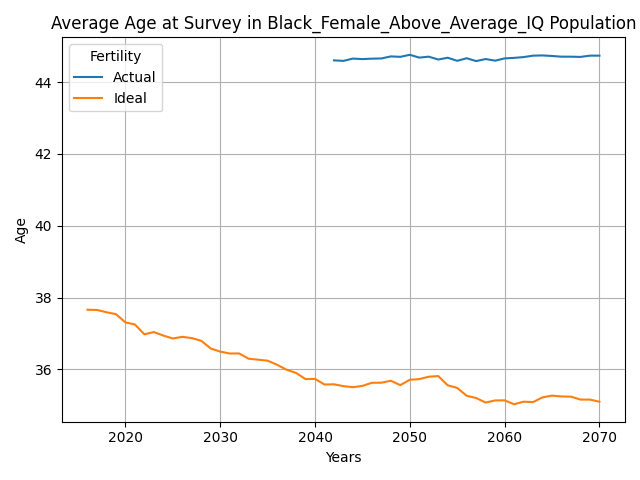 Average Age at Survey in Black_Female_Above_Average_IQ Population
Fertility
Actual
Ideal
44
42
40
38
36
Age
2020 2030 2040 2050 2060 2070
Years